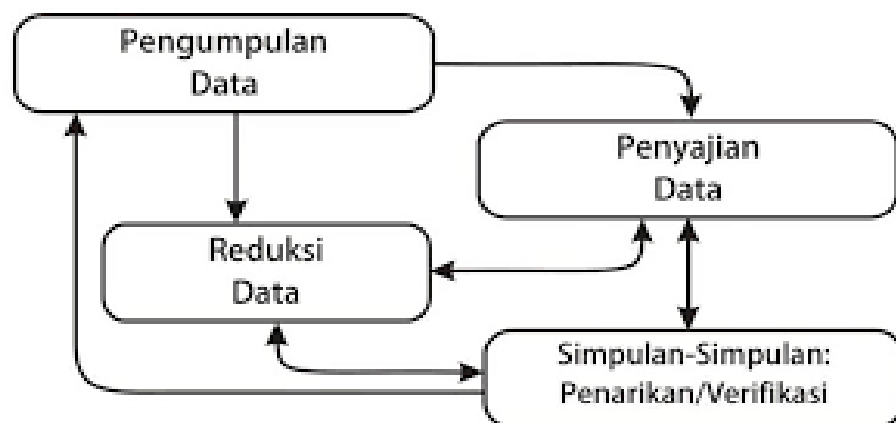 Pengumpulan
Data
Penyajian
Data
Reduksi
Data
Simpulan-Simpulan:
Penarikan/Verifikasi